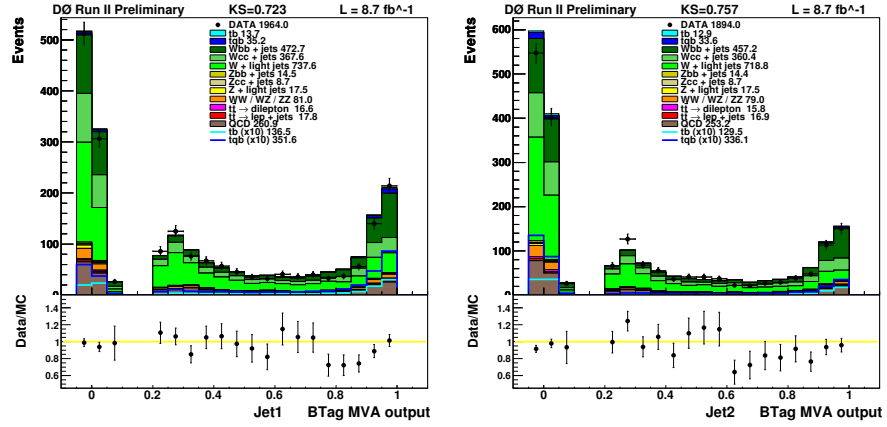 DØ Run II Preliminary KS=0.723 L = 8.7 fb^-1
Events
500
400
300
200
100
0
DATA 1964.0
tb 13.7
tqb 35.2
Wbb + jets 472.7
Wcc + jets 367.6
W + light jets 737.6
Zbb + jets 14.5
Zcc + jets 8.7
Z + light jets 17.5
WW / WZ / ZZ 81.0
tt → dilepton 16.6
tt → lep + jets 17.8
QCD 260.9
tb (x10) 136.5
tqb (x10) 351.6
Data/MC
1.4
1.2
1
0.8
0.6
0 0.2 0.4 0.6 0.8 1
Jet1 BTag MVA output
DØ Run II Preliminary KS=0.757 L = 8.7 fb^-1
Events
600
500
400
300
200
100
0
DATA 1894.0
tb 12.9
tqb 33.6
Wbb + jets 457.2
Wcc + jets 360.4
W + light jets 718.8
Zbb + jets 14.4
Zcc + jets 8.7
Z + light jets 17.5
WW / WZ / ZZ 79.0
tt → dilepton 15.8
tt → lep + jets 16.9
QCD 253.2
tb (x10) 129.5
tqb (x10) 336.1
Data/MC
1.4
1.2
1
0.8
0.6
0 0.2 0.4 0.6 0.8 1
Jet2 BTag MVA output